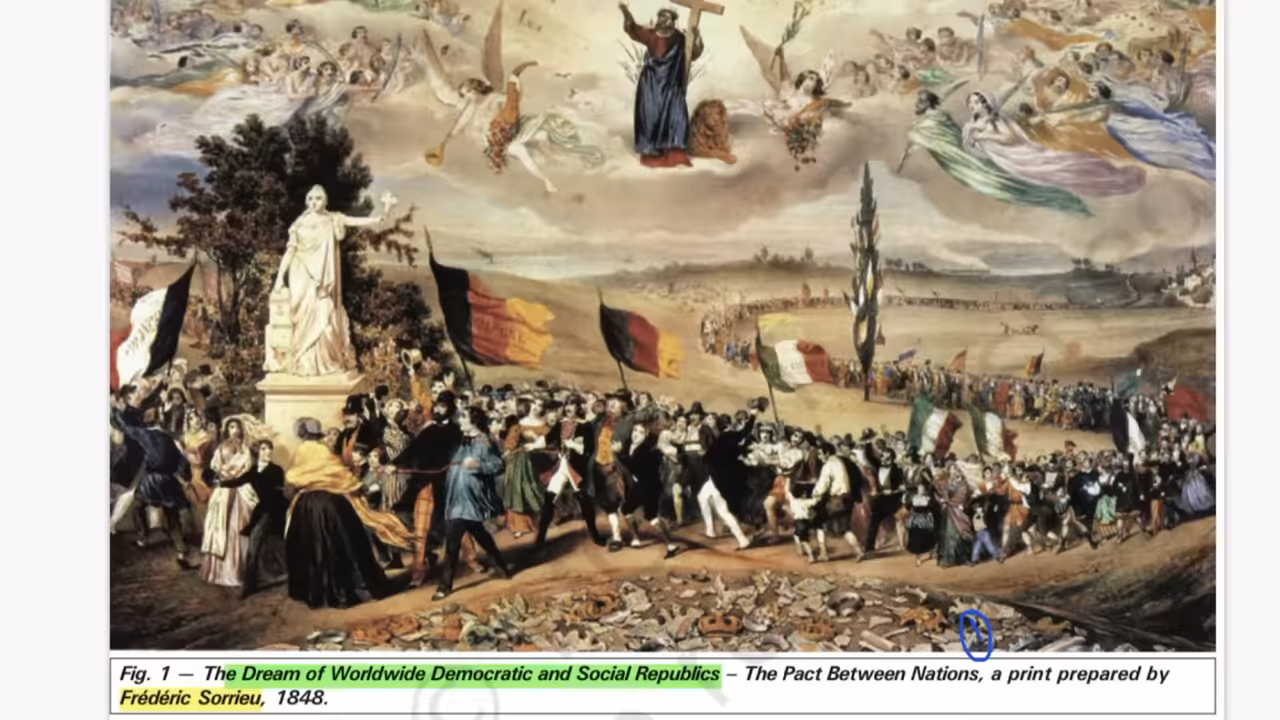 Fig. 1 — The Dream of Worldwide Democratic and Social Republics – The Pact Between Nations, a print prepared by
Frédéric Sorrieu, 1848.